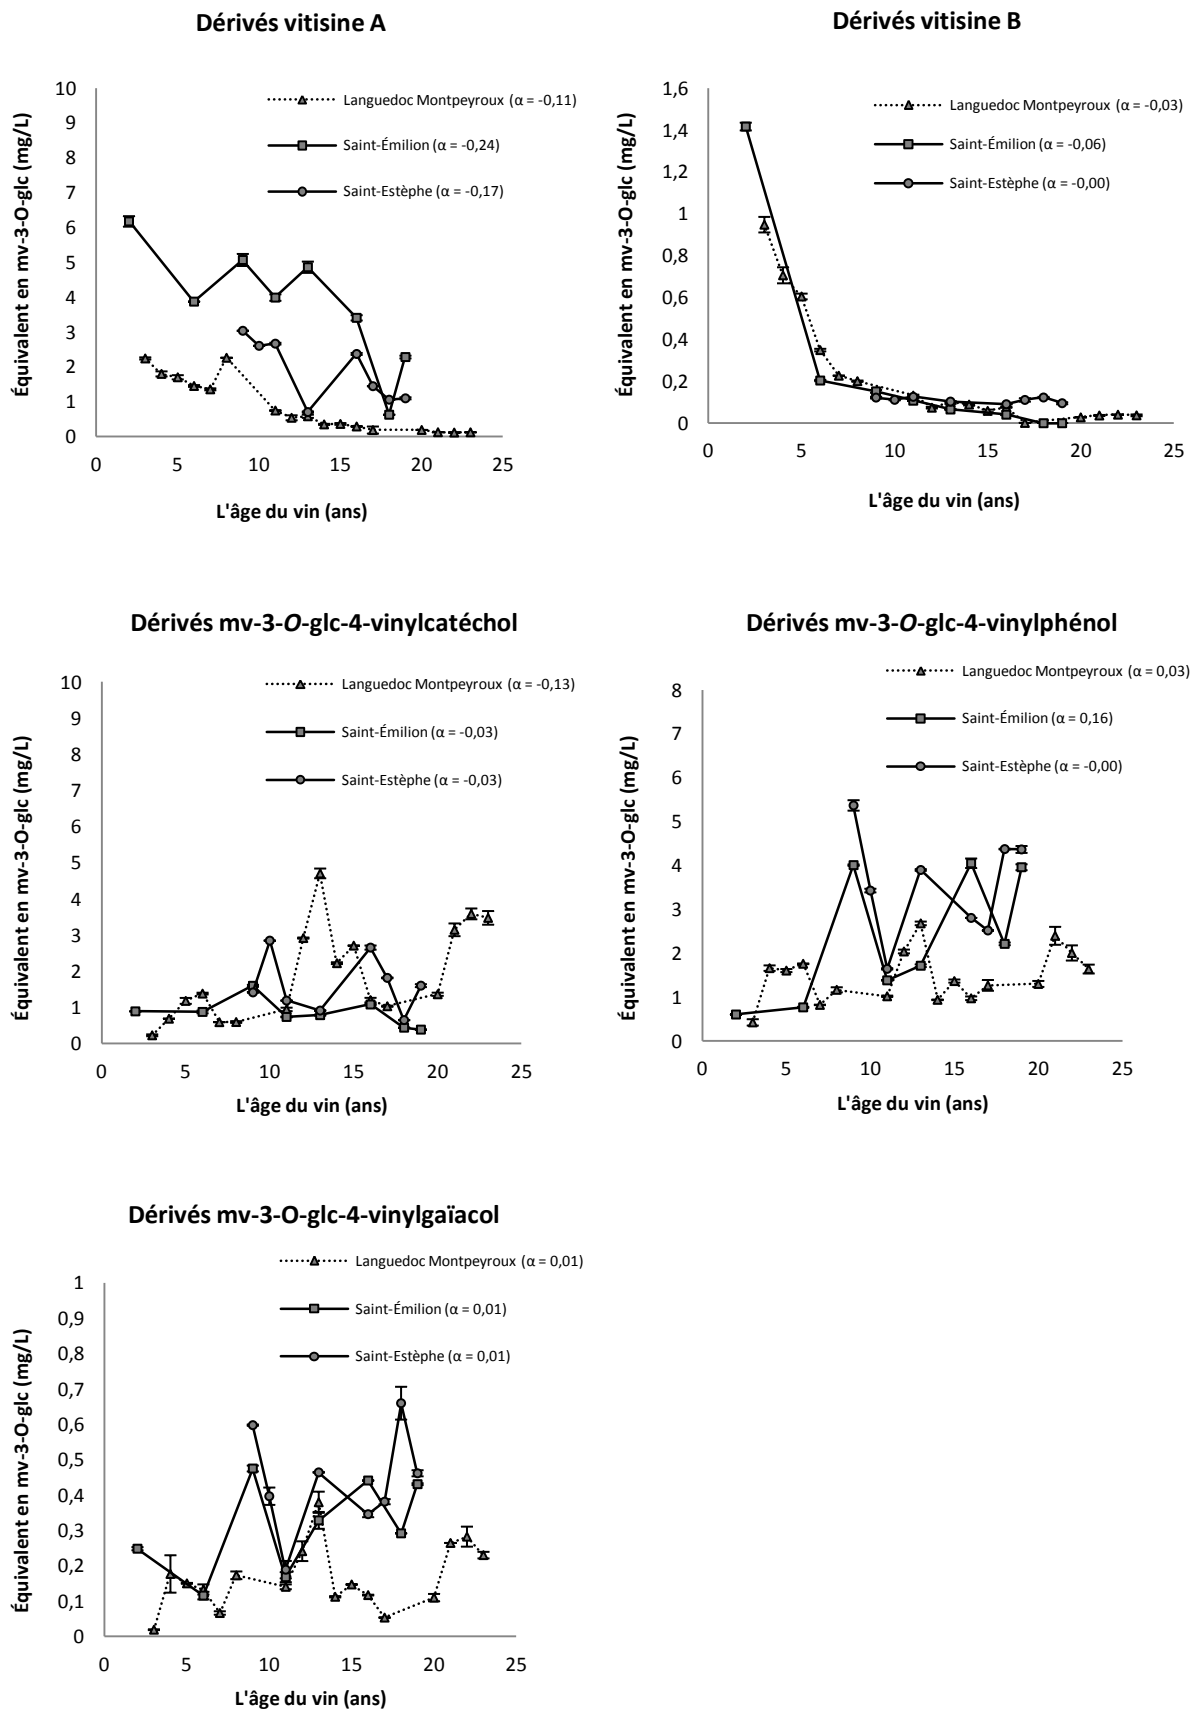 Dérivés vitisine A
Équivalent en mv-3-O-glc (mg/L)
10
9
8
7
6
5
4
3
2
1
0
0 5 10 15 20 25
L'âge du vin (ans)
Languedoc Montpeyroux (α = -0,11)
Saint-Émilion (α = -0,24)
Saint-Estèphe (α = -0,17)
Dérivés vitisine B
Équivalent en mv-3-O-glc (mg/L)
1,6
1,4
1,2
1
0,8
0,6
0,4
0,2
0
0 5 10 15 20 25
L'âge du vin (ans)
Languedoc Montpeyroux (α = -0,03)
Saint-Émilion (α = -0,06)
Saint-Estèphe (α = -0,00)
Dérivés mv-3-O-glc-4-vinylcatéchol
Équivalent en mv-3-O-glc (mg/L)
10
9
8
7
6
5
4
3
2
1
0
0 5 10 15 20 25
L'âge du vin (ans)
Languedoc Montpeyroux (α = -0,13)
Saint-Émilion (α = -0,03)
Saint-Estèphe (α = -0,03)
Dérivés mv-3-O-glc-4-vinylphénol
Équivalent en mv-3-O-glc (mg/L)
8
7
6
5
4
3
2
1
0
0 5 10 15 20 25
L'âge du vin (ans)
Languedoc Montpeyroux (α = 0,03)
Saint-Émilion (α = 0,16)
Saint-Estèphe (α = -0,00)
Dérivés mv-3-O-glc-4-vinylgaïacol
Équivalent en mv-3-O-glc (mg/L)
1
0,9
0,8
0,7
0,6
0,5
0,4
0,3
0,2
0,1
0
0 5 10 15 20 25
L'âge du vin (ans)
Languedoc Montpeyroux (α = 0,01)
Saint-Émilion (α = 0,01)
Saint-Estèphe (α = 0,01)